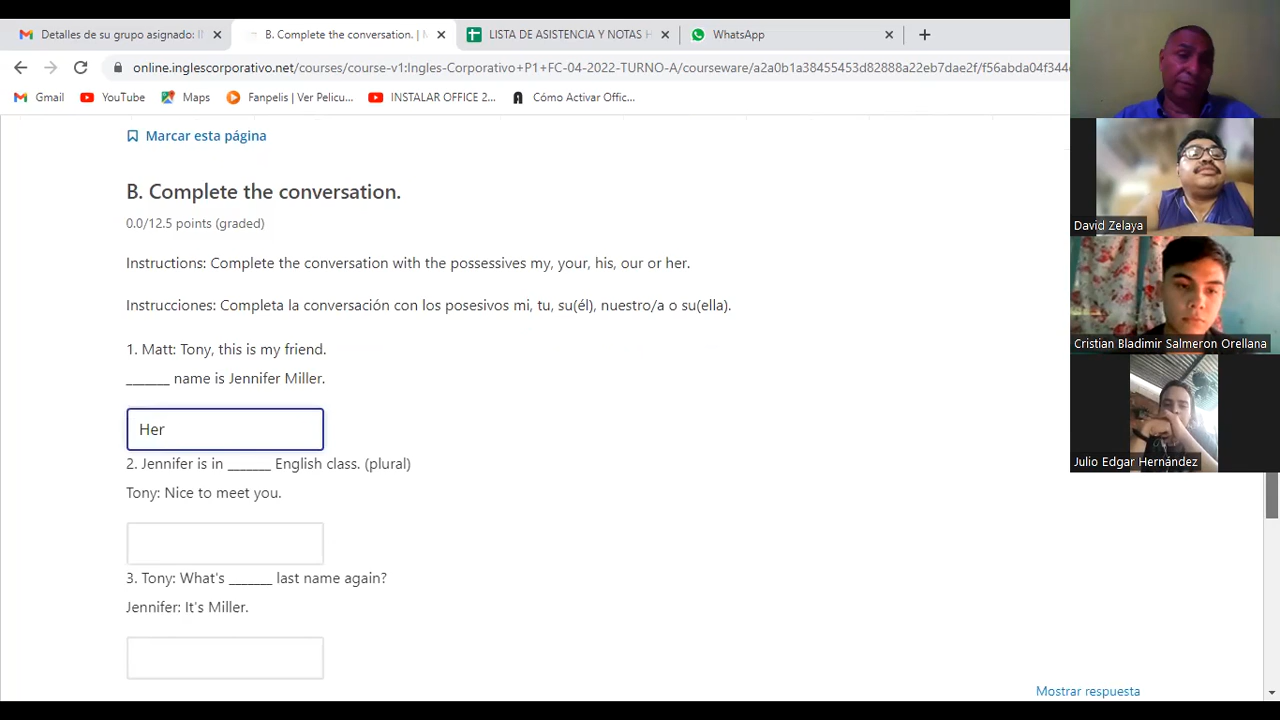 Detalles de su grupo asignado: I
B. Complete the conversation. |
LISTA DE ASISTENCIA Y NOTAS H
WhatsApp
online.inglescorporativo.net/courses/course-v1:Ingles-Corporativo+P1+FC-04-2022-TURNO-A/courseware/a2a0b1a38455453d82888a22eb7dae2f/f56abda04f344
Gmail
YouTube
Maps
Fanpelis | Ver Pelicu...
INSTALAR OFFICE 2...
Cómo Activar Offic...
Marcar esta página
B. Complete the conversation.
0.0/12.5 points (graded)
Instructions: Complete the conversation with the possessives my, your, his, our or her.
Instrucciones: Completa la conversación con los posesivos mi, tu, su(él), nuestro/a o su(ella).
1. Matt: Tony, this is my friend.
_______ name is Jennifer Miller.
Her
2. Jennifer is in _______ English class. (plural)
Tony: Nice to meet you.
3. Tony: What's _______ last name again?
Jennifer: It's Miller.
Mostrar respuesta
David Zelaya
Cristian Bladimir Salmeron Orellana
Julio Edgar Hernández